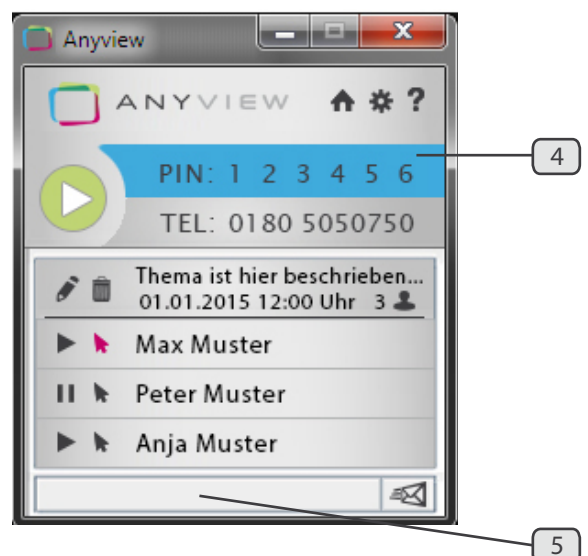 Anyview
ANYVIEW ?
PIN: 1 2 3 4 5 6
4
TEL: 0180 5050750
Thema ist hier beschrieben...
01.01.2015 12:00 Uhr 3
Max Muster
Peter Muster
Anja Muster
5